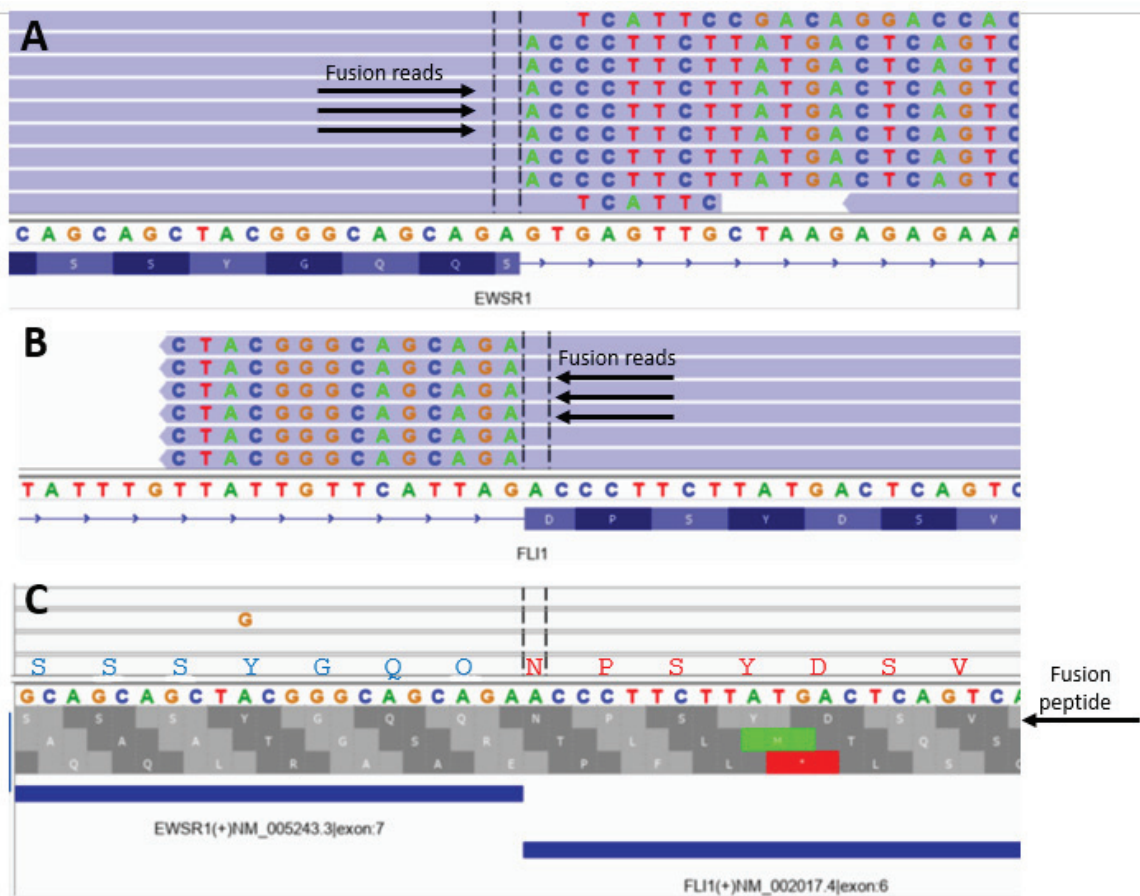 A
T C A T T C C G A C A G G A C C A C
Fusion reads
A C C C T T C T T A T G A C T C A G T C
A C C C T T C T T A T G A C T C A G T C
A C C C T T C T T A T G A C T C A G T C
A C C C T T C T T A T G A C T C A G T C
A C C C T T C T T A T G A C T C A G T C
A C C C T T C T T A T G A C T C A G T C
A C C C T T C T T A T G A C T C A G T C
T C A T T C
C A G C A G C T A C G G G C A G C A G A G T G A G T T G C T A A G A G A G A A A
S S Y G Q Q S
EWSR1
B
C T A C G G G C A G C A G A
Fusion reads
C T A C G G G C A G C A G A
C T A C G G G C A G C A G A
C T A C G G G C A G C A G A
C T A C G G G C A G C A G A
C T A C G G G C A G C A G A
T A T T T G T T A T T G T T C A T T A G A C C C T T C T T A T G A C T C A G T C
D P S Y D S V
FLI1
C
G
S S S Y G Q O N P S Y D S V
G C A G C A G C T A C G G G C A G C A G A A C C C T T C T T A T G A C T C A G T C A
Fusion
peptide
S S S Y G Q Q N P S Y D S V
A A A T G S R T L L M T Q S
Q Q L R A A E P F L * L S
EWSR1(+)NM_005243.3|exon:7
FLI1(+)NM_002017.4|exon:6